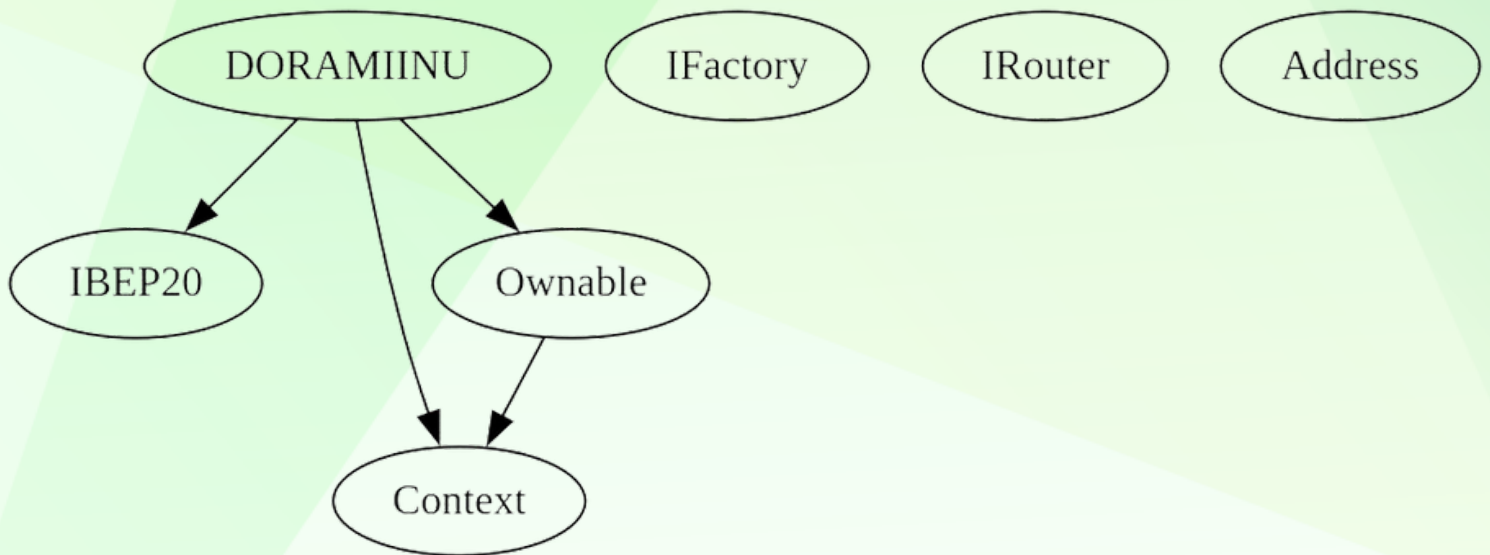 DORAMIINU
IFactory
IRouter
Address
IBEP20
Ownable
Context